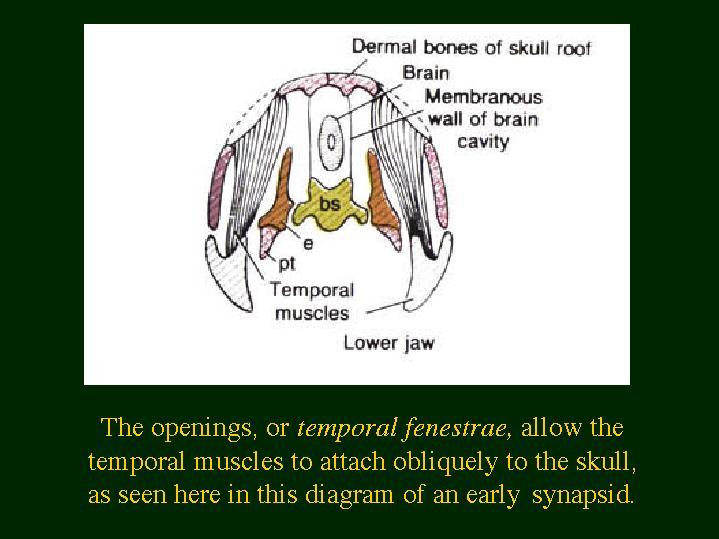 Dermal bones of skull roof
Brain
Membranous
wall of brain
cavity
bs
e
pt
Temporal
muscles
Lower jaw
The openings, or temporal fenestrae, allow the
temporal muscles to attach obliquely to the skull,
as seen here in this diagram of an early synapsid.